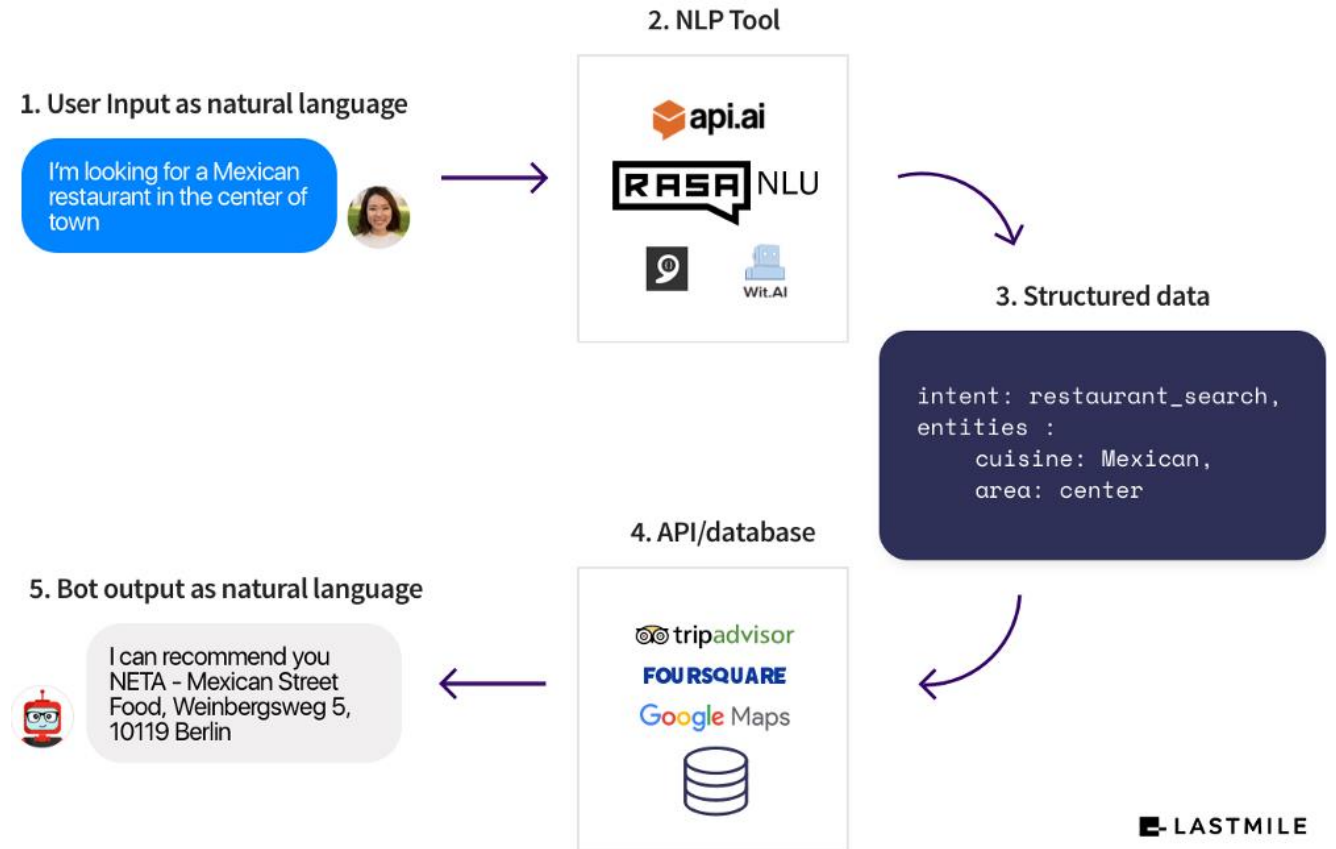 2. NLP Tool
1. User Input as natural language
I'm looking for a Mexican
restaurant in the center of
town
api.ai
RASA NLU
Wit.AI
3. Structured data
intent: restaurant_search,
entities :
cuisine: Mexican,
area: center
4. API/database
tripadvisor
FOURSQUARE
Google Maps
5. Bot output as natural language
I can recommend you
NETA - Mexican Street
Food, Weinbergsweg 5,
10119 Berlin
LASTMILE